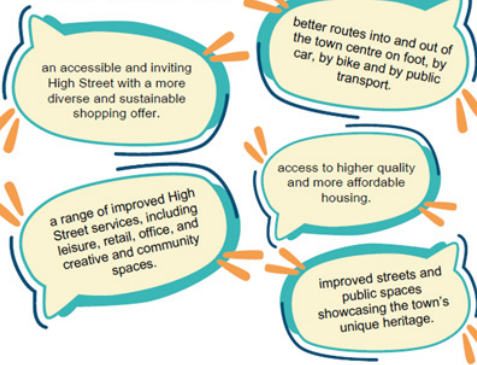 an accessible and inviting
High Street with a more
diverse and sustainable
shopping offer.
better routes into and out of
the town centre on foot, by
car, by bike and by public
transport.
access to higher quality
and more affordable
housing.
a range of improved High
Street services, including
leisure, retail, office, and
creative and community
spaces.
improved streets and
public spaces
showcasing the town's
unique heritage.